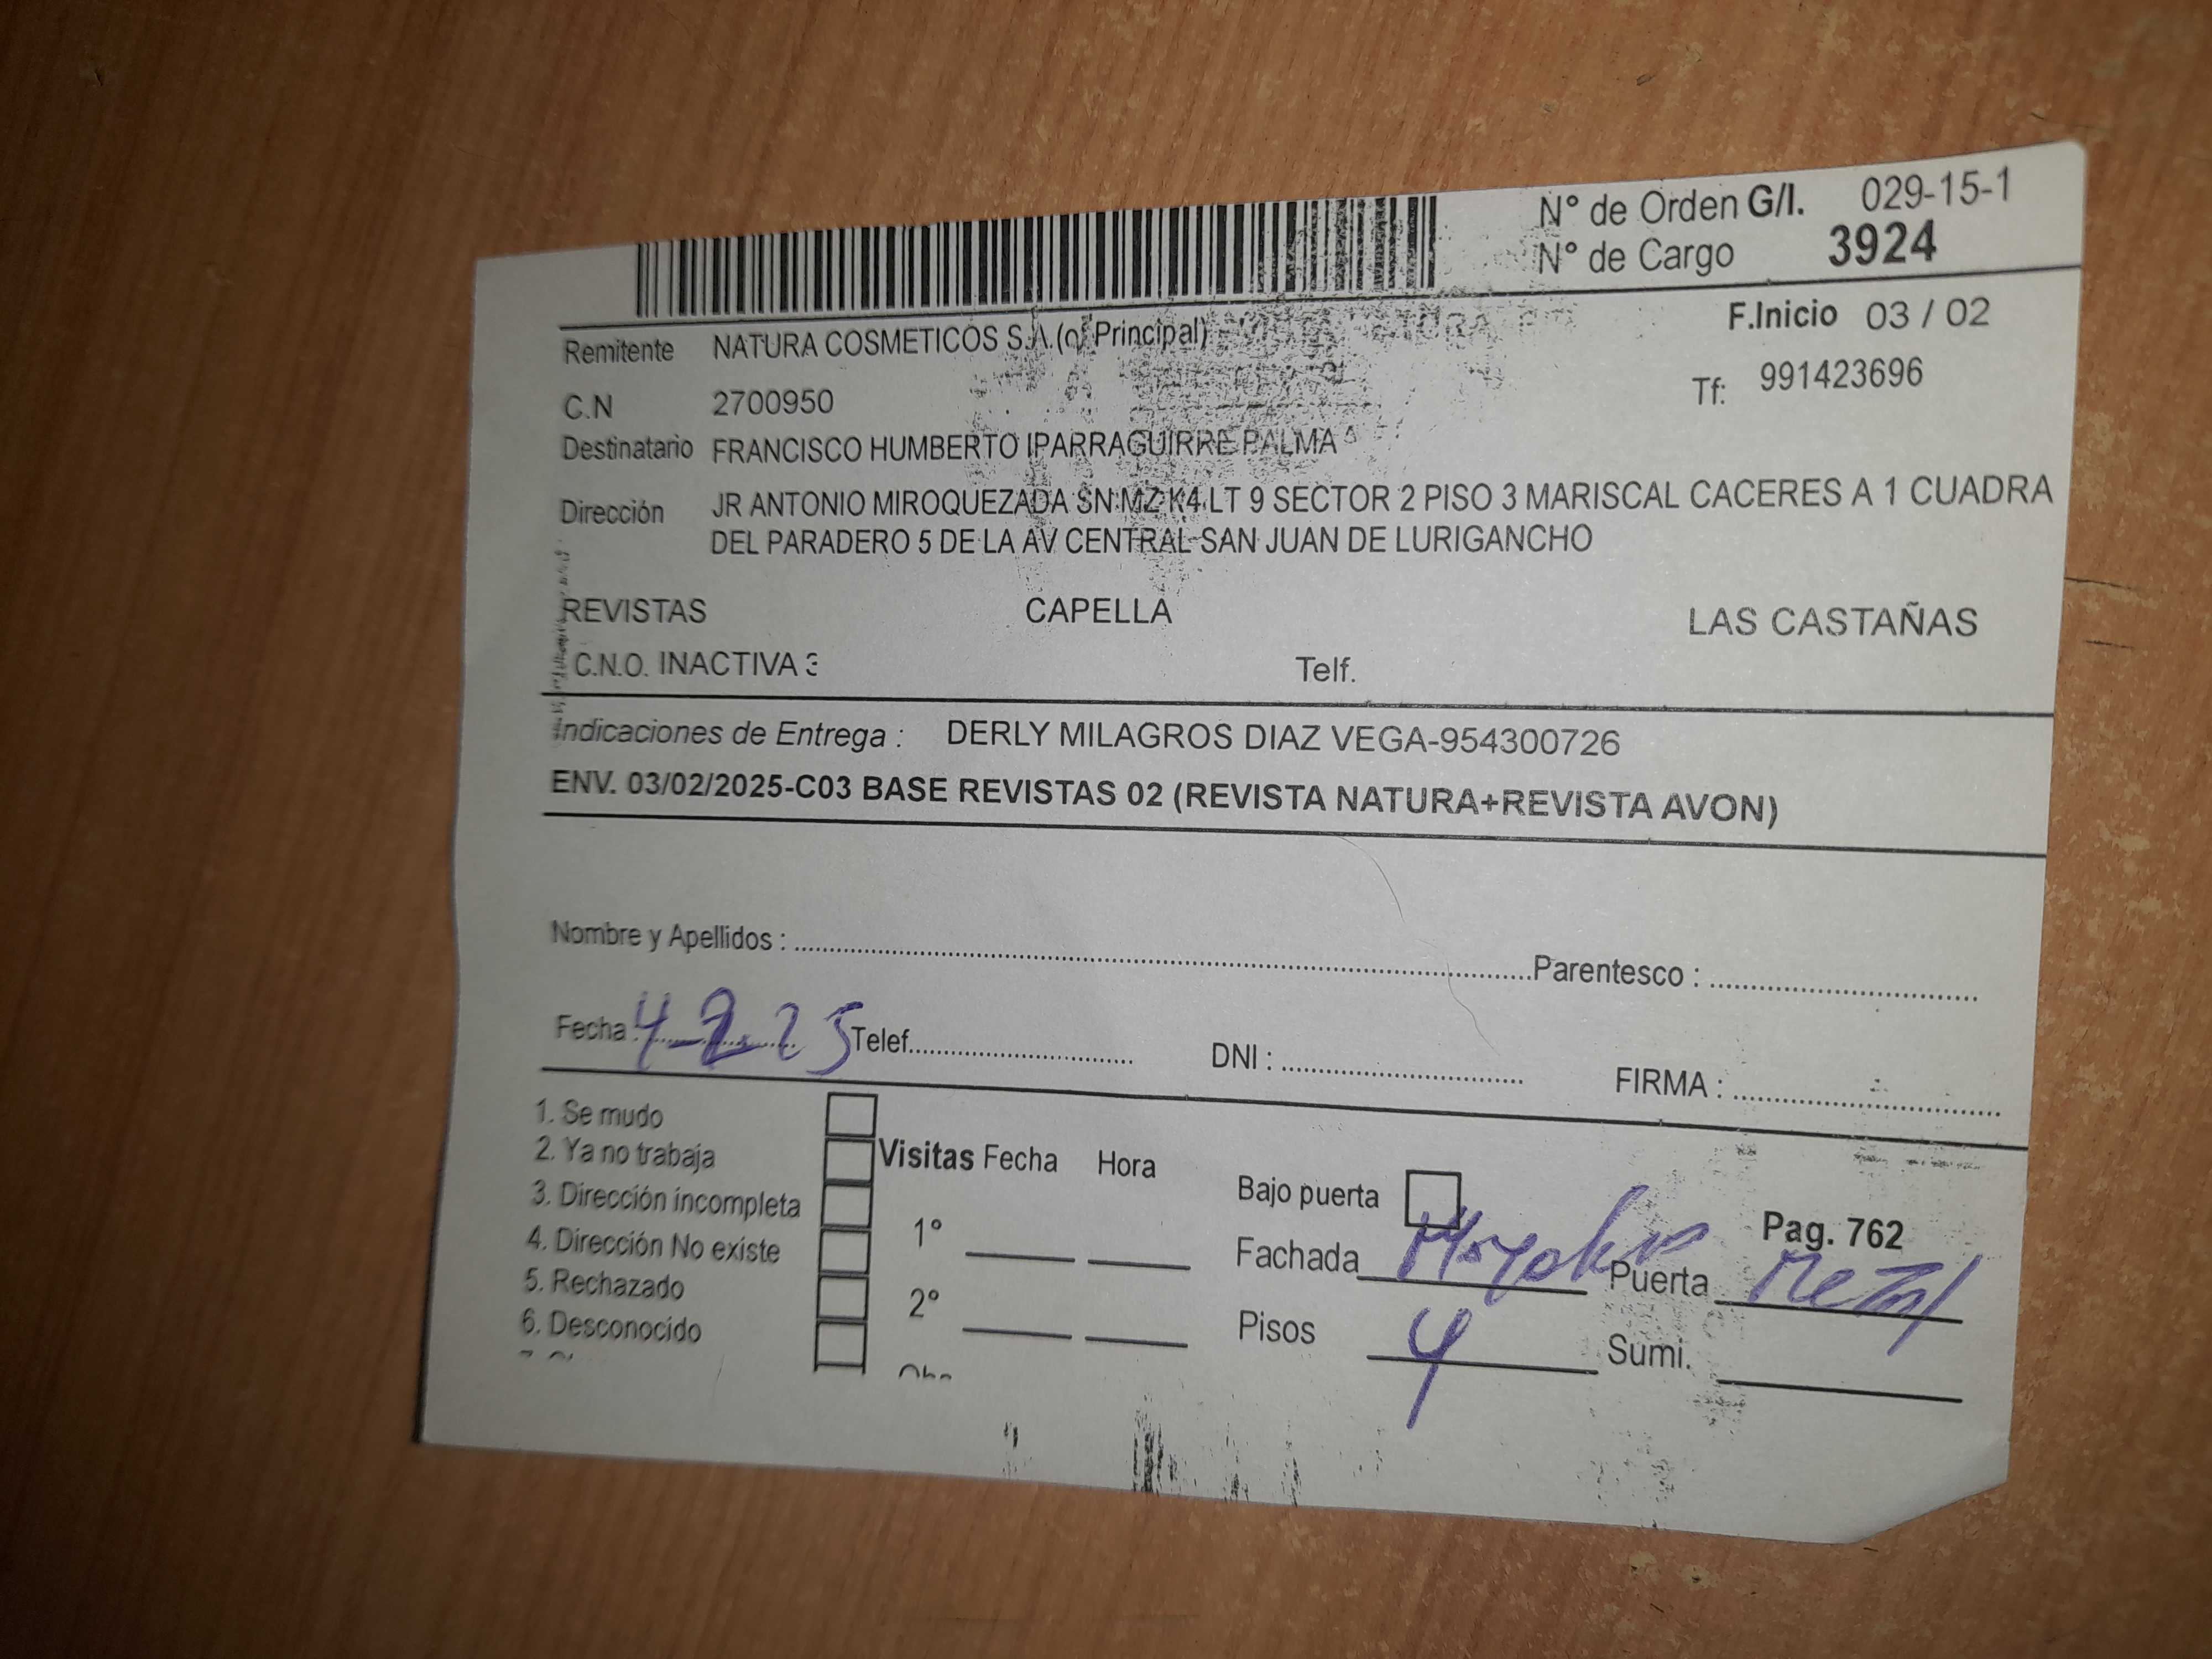 N° de Orden G/I. 029-15-1
N° de Cargo 3924
F.Inicio 03 / 02
Remitente NATURA COSMETICOS S.A.(of Principal)
Tf: 991423696
C.N 2700950
Destinatario FRANCISCO HUMBERTO IPARRAGUIRRE PALMA
Dirección JR ANTONIO MIROQUEZADA SN MZ K4 LT 9 SECTOR 2 PISO 3 MARISCAL CACERES A 1 CUADRA
DEL PARADERO 5 DE LA AV CENTRAL-SAN JUAN DE LURIGANCHO
REVISTAS CAPELLA LAS CASTAÑAS
C.N.O. INACTIVA 3 Telf.
Indicaciones de Entrega : DERLY MILAGROS DIAZ VEGA-954300726
ENV. 03/02/2025-C03 BASE REVISTAS 02 (REVISTA NATURA+REVISTA AVON)
Nombre y Apellidos : Parentesco :
Fecha : 4-2-25 Telef. DNI : FIRMA :
1. Se mudo
2. Ya no trabaja Visitas Fecha Hora
3. Dirección incompleta 1° Bajo puerta
4. Dirección No existe Fachada Pag. 762
5. Rechazado 2° Puerta Metal
6. Desconocido Pisos 4 Sumi.